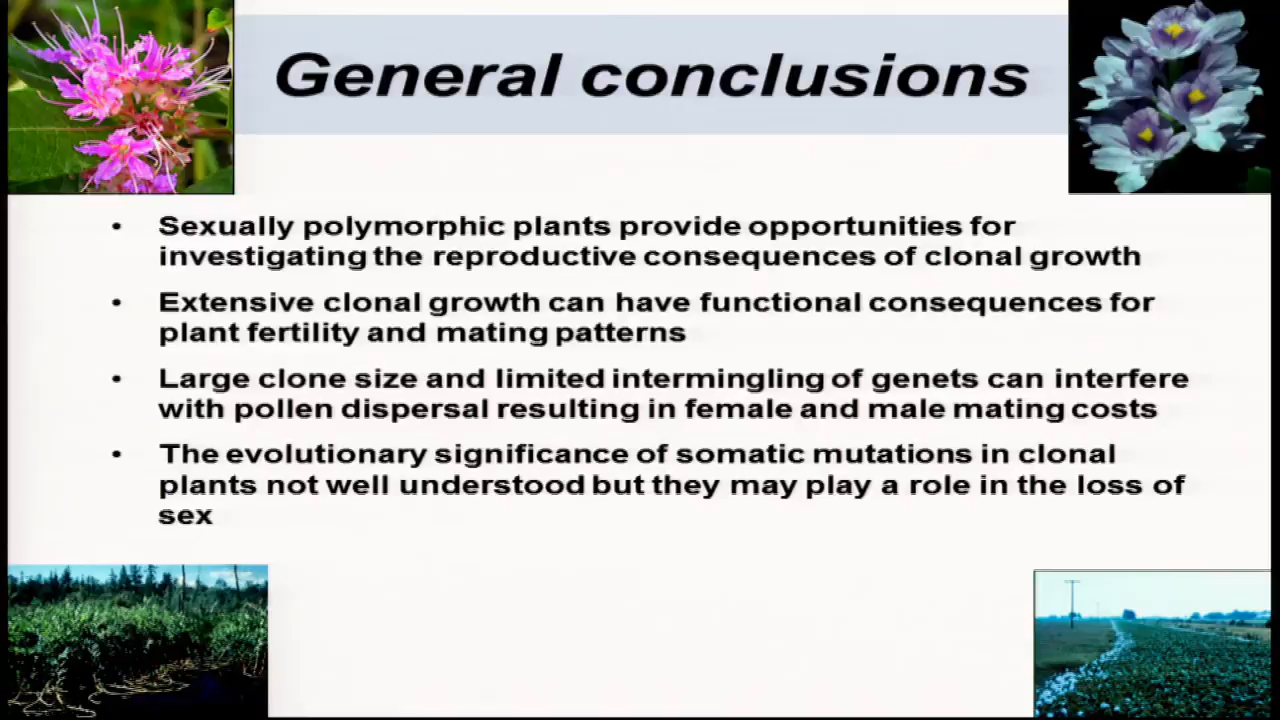 General conclusions
• Sexually polymorphic plants provide opportunities for
investigating the reproductive consequences of clonal growth
• Extensive clonal growth can have functional consequences for
plant fertility and mating patterns
• Large clone size and limited intermingling of genets can interfere
with pollen dispersal resulting in female and male mating costs
• The evolutionary significance of somatic mutations in clonal
plants not well understood but they may play a role in the loss of
sex